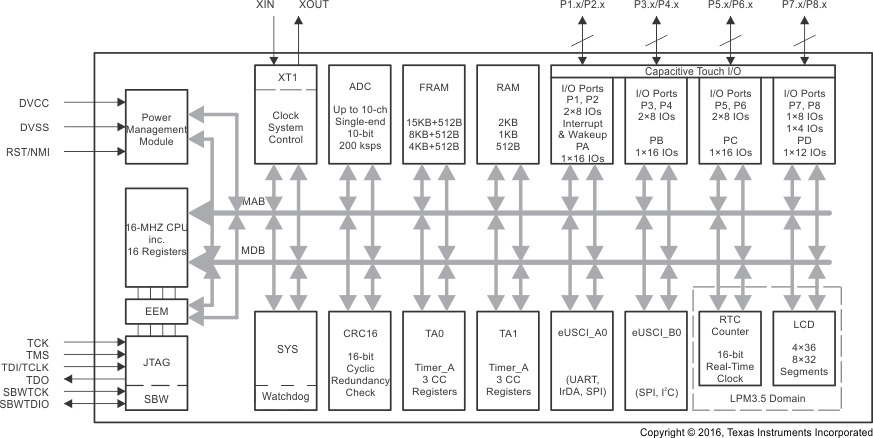 XIN
XOUT
P1.x/P2.x
P3.x/P4.x
P5.x/P6.x
P7.x/P8.x
DVCC
DVSS
RST/NMI
Power
Management
Module
XT1
Clock
System
Control
ADC
Up to 10-ch
Single-end
10-bit
200 ksps
FRAM
15KB+512B
8KB+512B
4KB+512B
RAM
2KB
1KB
512B
Capacitive Touch I/O
I/O Ports
P1, P2
2×8 IOs
Interrupt
& Wakeup
PA
1×16 IOs
I/O Ports
P3, P4
2×8 IOs
PB
1×16 IOs
I/O Ports
P5, P6
2×8 IOs
PC
1×16 IOs
I/O Ports
P7, P8
1×8 IOs
1×4 IOs
PD
1×12 IOs
MAB
MDB
16-MHZ CPU
inc.
16 Registers
EEM
TCK
TMS
TDI/TCLK
TDO
SBWTCK
SBWTDIO
JTAG
SBW
SYS
Watchdog
CRC16
16-bit
Cyclic
Redundancy
Check
TA0
Timer_A
3 CC
Registers
TA1
Timer_A
3 CC
Registers
eUSCI_A0
(UART,
IrDA, SPI)
eUSCI_B0
(SPI, I²C)
RTC
Counter
16-bit
Real-Time
Clock
LCD
4×36
8×32
Segments
LPM3.5 Domain
Copyright © 2016, Texas Instruments Incorporated